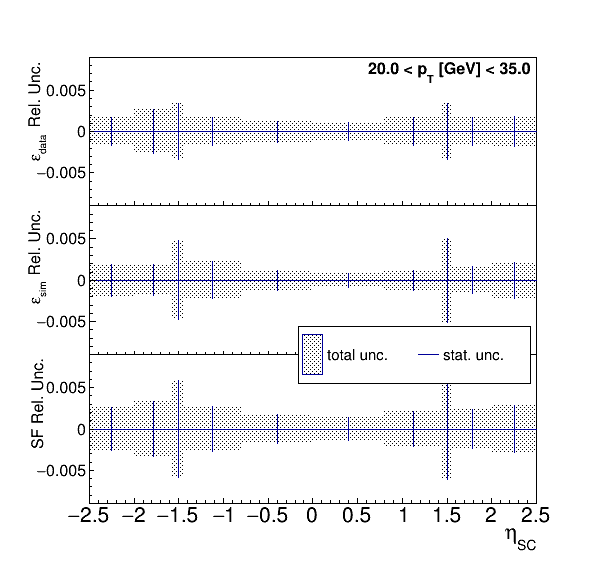 20.0 < p_T [GeV] < 35.0
ε_data Rel. Unc.
0.005
0
−0.005
ε_sim Rel. Unc.
0.005
0
−0.005
total unc.
stat. unc.
SF Rel. Unc.
0.005
0
−0.005
−2.5 −2 −1.5 −1 −0.5 0 0.5 1 1.5 2 2.5
η_SC